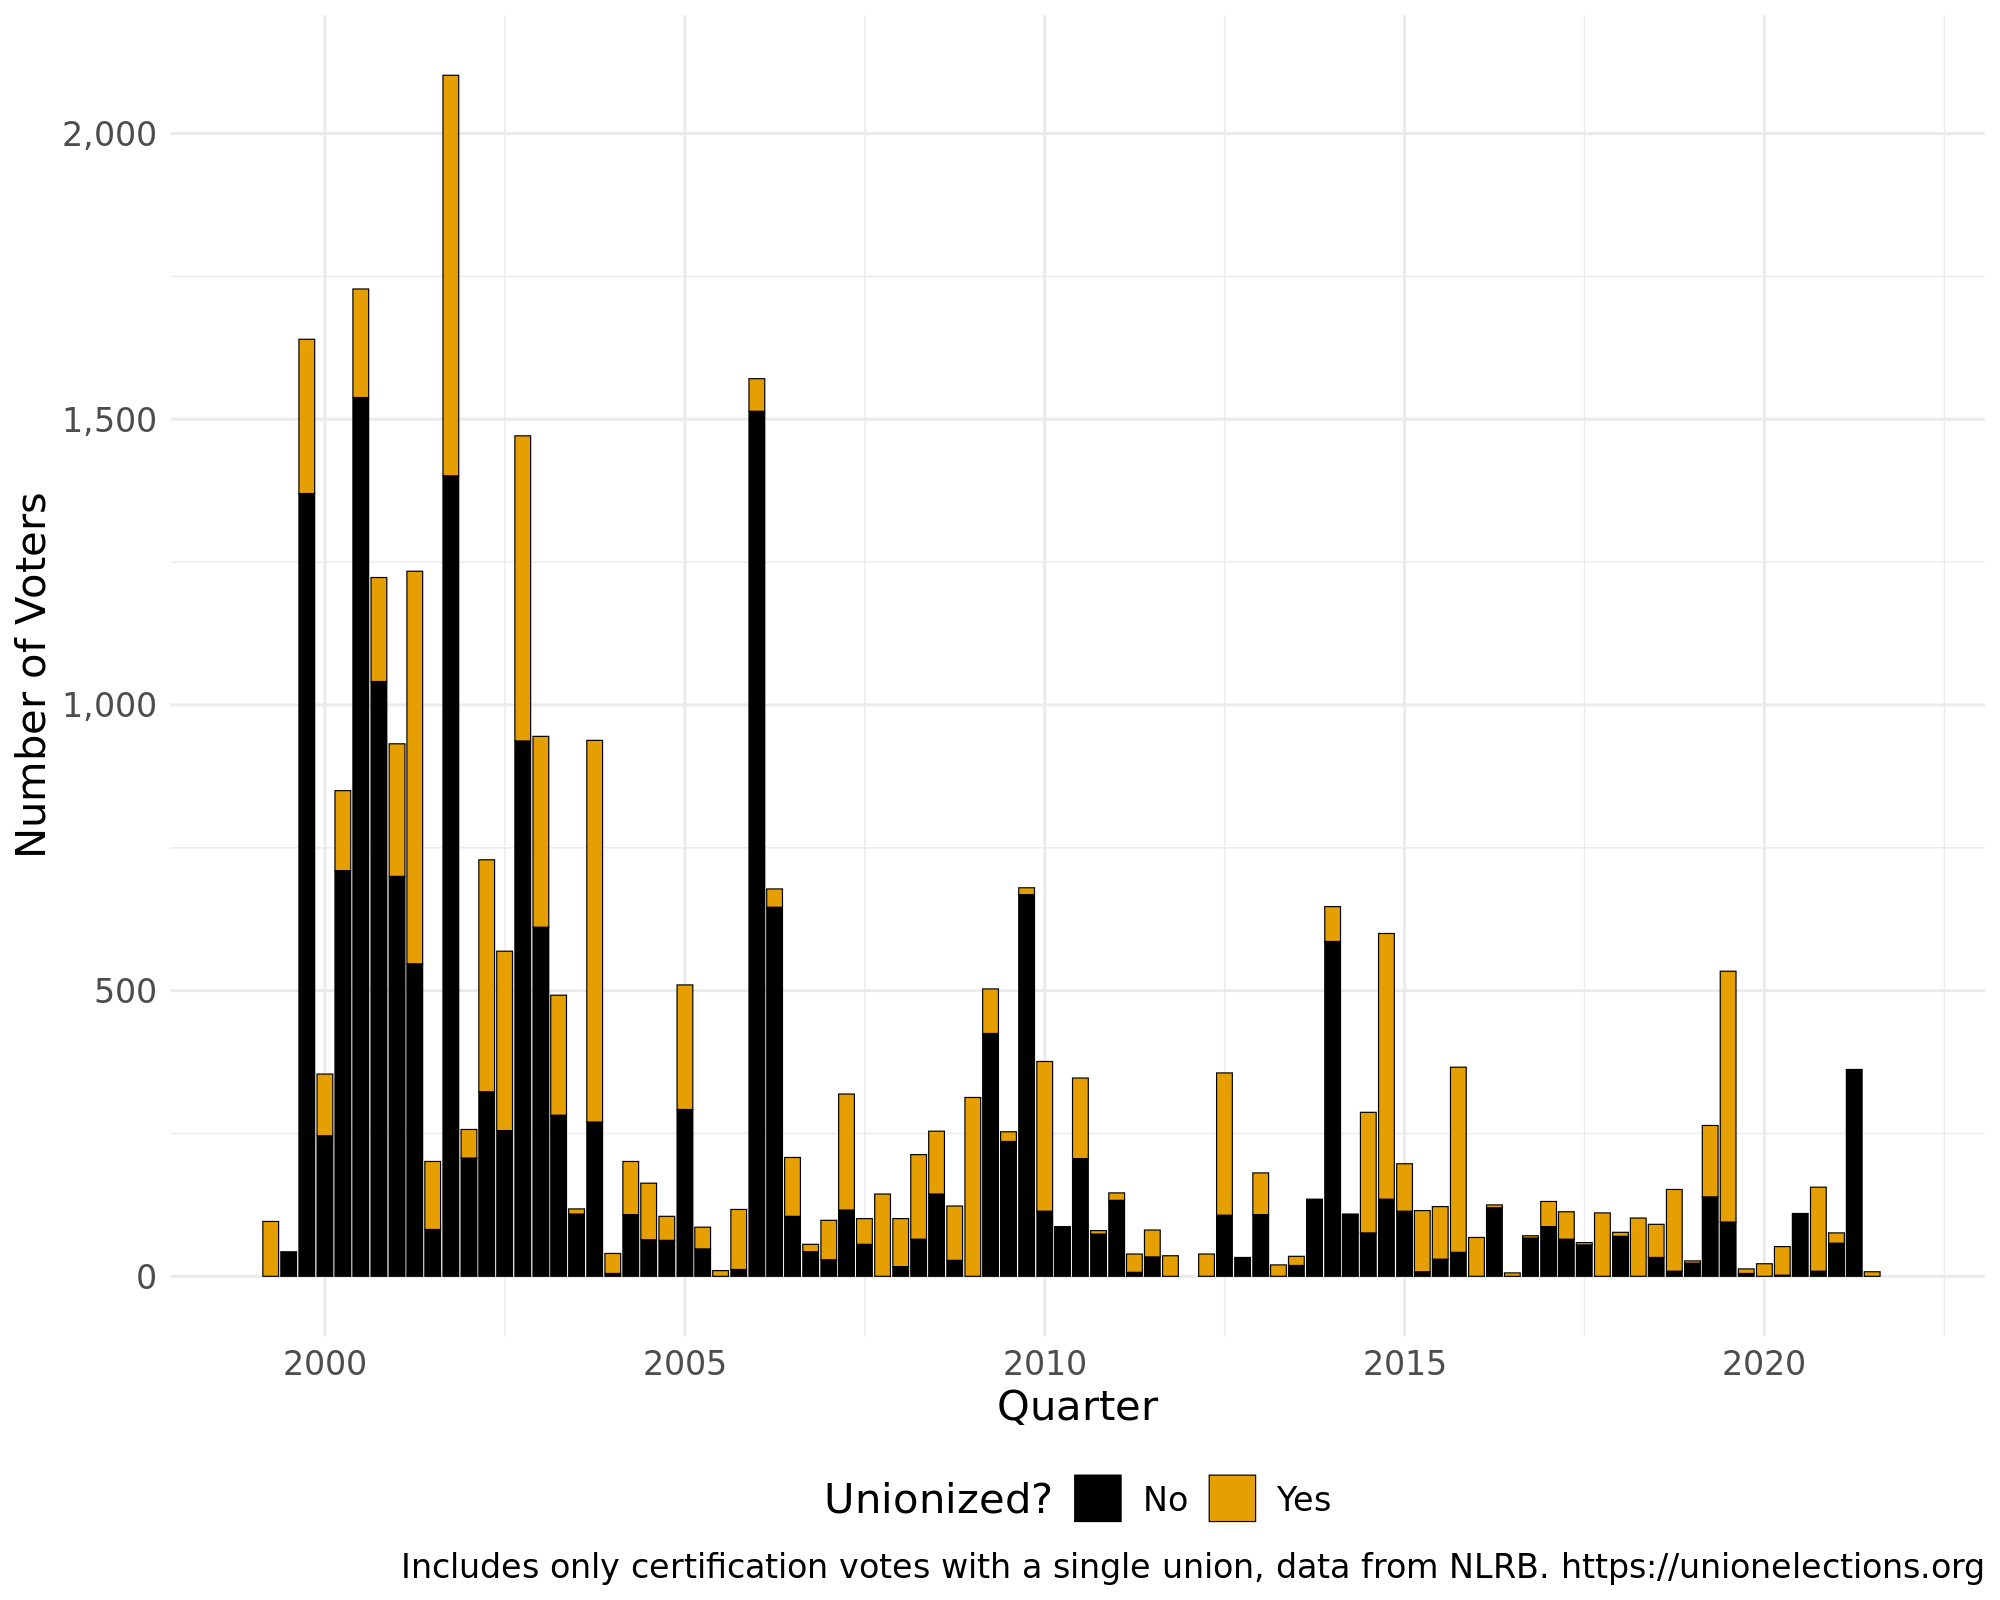 2,000
1,500
1,000
500
0
Number of Voters
2000 2005 2010 2015 2020
Quarter
Unionized? No Yes
Includes only certification votes with a single union, data from NLRB. https://unionelections.org